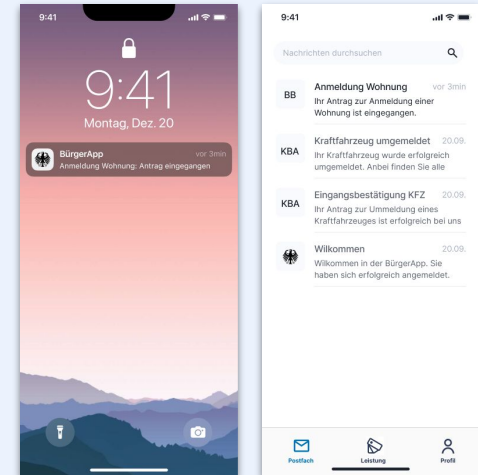 9:41
9:41
Montag, Dez. 20
BürgerApp vor 3min
Anmeldung Wohnung: Antrag eingegangen
9:41
Nachrichten durchsuchen
BB
Anmeldung Wohnung vor 3min
Ihr Antrag zur Anmeldung einer
Wohnung ist eingegangen.
KBA
Kraftfahrzeug umgemeldet 20.09.
Ihr Kraftfahrzeug wurde erfolgreich
umgemeldet. Anbei finden Sie alle
KBA
Eingangsbestätigung KFZ 20.09.
Ihr Antrag zur Ummeldung eines
Kraftfahrzeuges ist erfolgreich bei uns
Wilkommen 20.09.
Wilkommen in der BürgerApp. Sie
haben sich erfolgreich angemeldet.
Postfach Leistung Profil